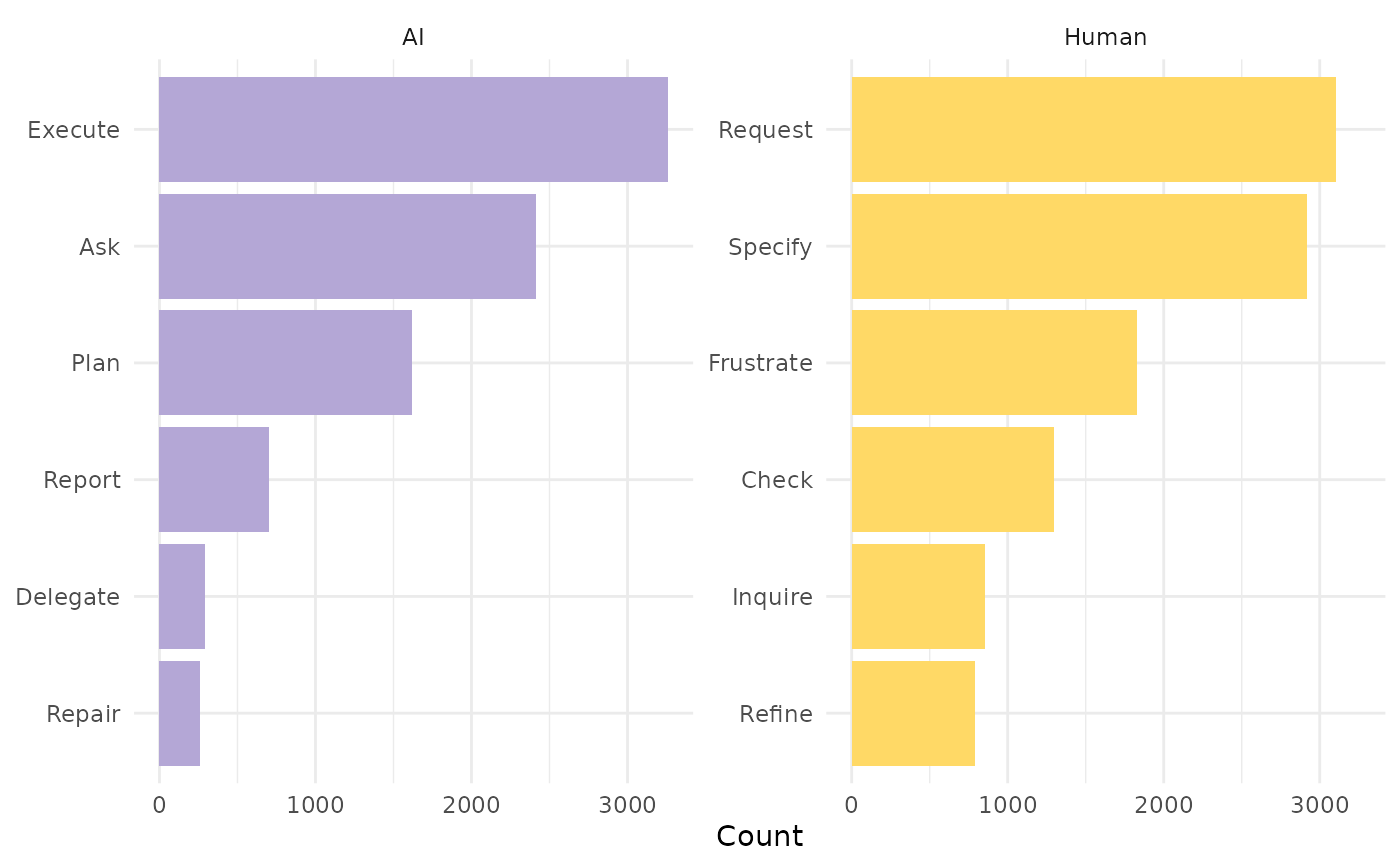 AI
Execute
Ask
Plan
Report
Delegate
Repair
0 1000 2000 3000
Human
Request
Specify
Frustrate
Check
Inquire
Refine
0 1000 2000 3000
Count